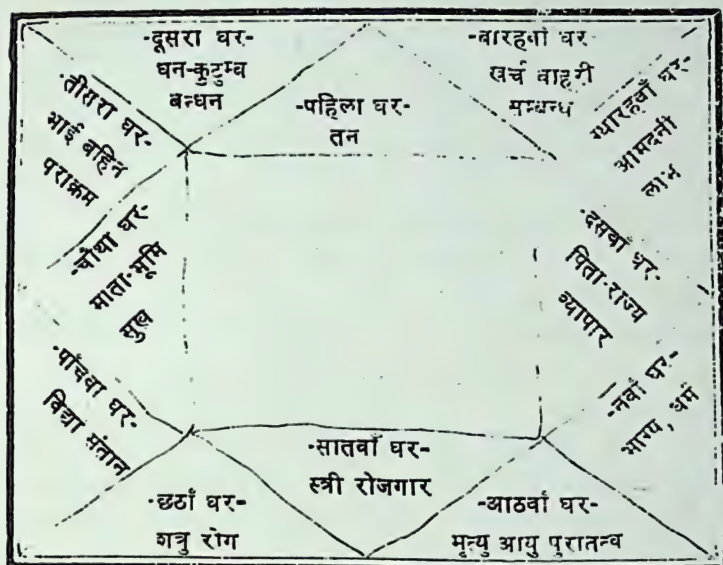 -दूसरा घर-
धन-कुटुम्ब
बन्धन
-पहिला घर-
तन
-बारहवाँ घर
खर्च बाहरी
सम्बन्ध
-तीसरा घर-
भाई बहिन
पराक्रम
ग्यारहवाँ घर-
आमदनी
लाभ
-चौथा घर-
माता-भूमि
सुख
-दसवाँ घर-
पिता-राज्य
व्यापार
-पाँचवा घर-
विद्या संतान
-नवाँ घर-
भाग्य, धर्म
-सातवाँ घर-
स्त्री रोजगार
-छठाँ घर-
शत्रु रोग
-आठवाँ घर-
मृत्यु आयु पुरातत्व